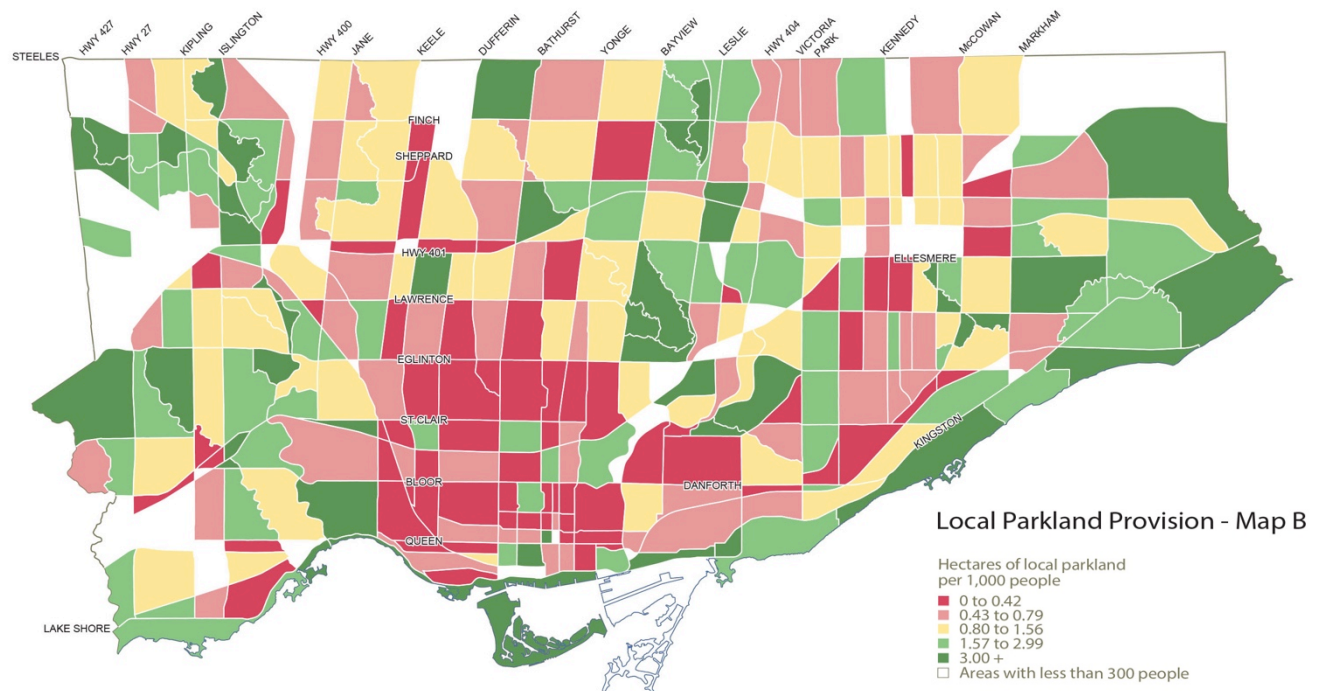 HWY 427
HWY 27
KIPLING
ISLINGTON
HWY 400
JANE
KEELE
DUFFERIN
BATHURST
YONGE
BAYVIEW
LESLIE
HWY 404
VICTORIA
PARK
KENNEDY
McCOWAN
MARKHAM
STEELES
FINCH
SHEPPARD
HWY 401
ELLESMERE
LAWRENCE
EGLINTON
ST CLAIR
KINGSTON
BLOOR
DANFORTH
QUEEN
LAKE SHORE
Local Parkland Provision - Map B
Hectares of local parkland
per 1,000 people
0 to 0.42
0.43 to 0.79
0.80 to 1.56
1.57 to 2.99
3.00 +
Areas with less than 300 people